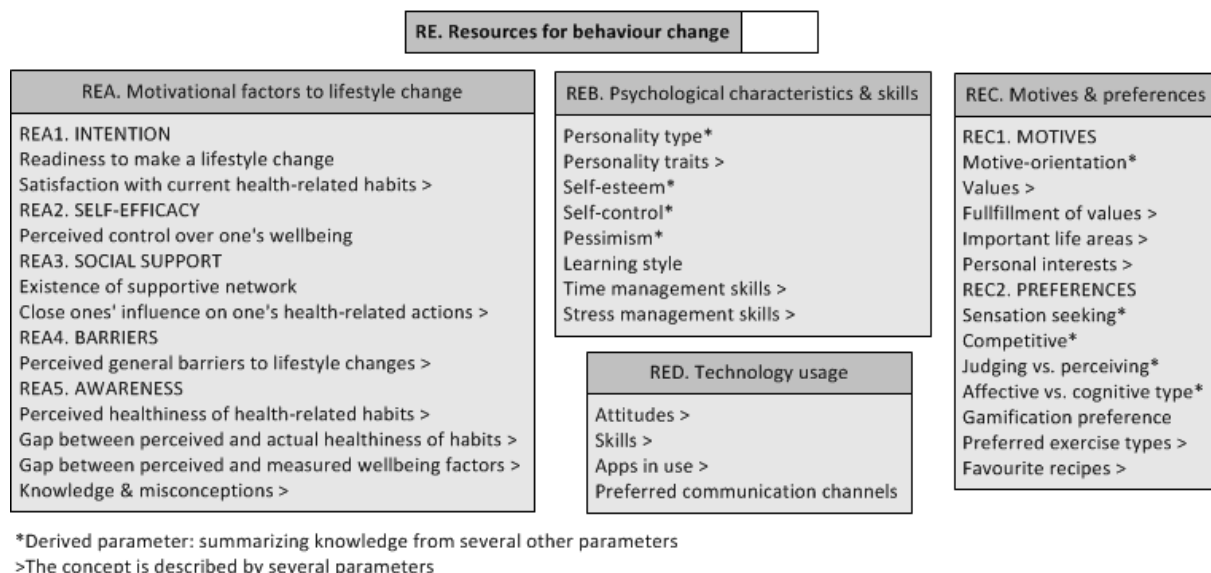 RE. Resources for behaviour change
REA. Motivational factors to lifestyle change
REA1. INTENTION
Readiness to make a lifestyle change
Satisfaction with current health-related habits >
REA2. SELF-EFFICACY
Perceived control over one's wellbeing
REA3. SOCIAL SUPPORT
Existence of supportive network
Close ones' influence on one's health-related actions >
REA4. BARRIERS
Perceived general barriers to lifestyle changes >
REA5. AWARENESS
Perceived healthiness of health-related habits >
Gap between perceived and actual healthiness of habits >
Gap between perceived and measured wellbeing factors >
Knowledge & misconceptions >
REB. Psychological characteristics & skills
Personality type*
Personality traits >
Self-esteem*
Self-control*
Pessimism*
Learning style
Time management skills >
Stress management skills >
RED. Technology usage
Attitudes >
Skills >
Apps in use >
Preferred communication channels
REC. Motives & preferences
REC1. MOTIVES
Motive-orientation*
Values >
Fullfillment of values >
Important life areas >
Personal interests >
REC2. PREFERENCES
Sensation seeking*
Competitive*
Judging vs. perceiving*
Affective vs. cognitive type*
Gamification preference
Preferred exercise types >
Favourite recipes >
*Derived parameter: summarizing knowledge from several other parameters
>The concept is described by several parameters